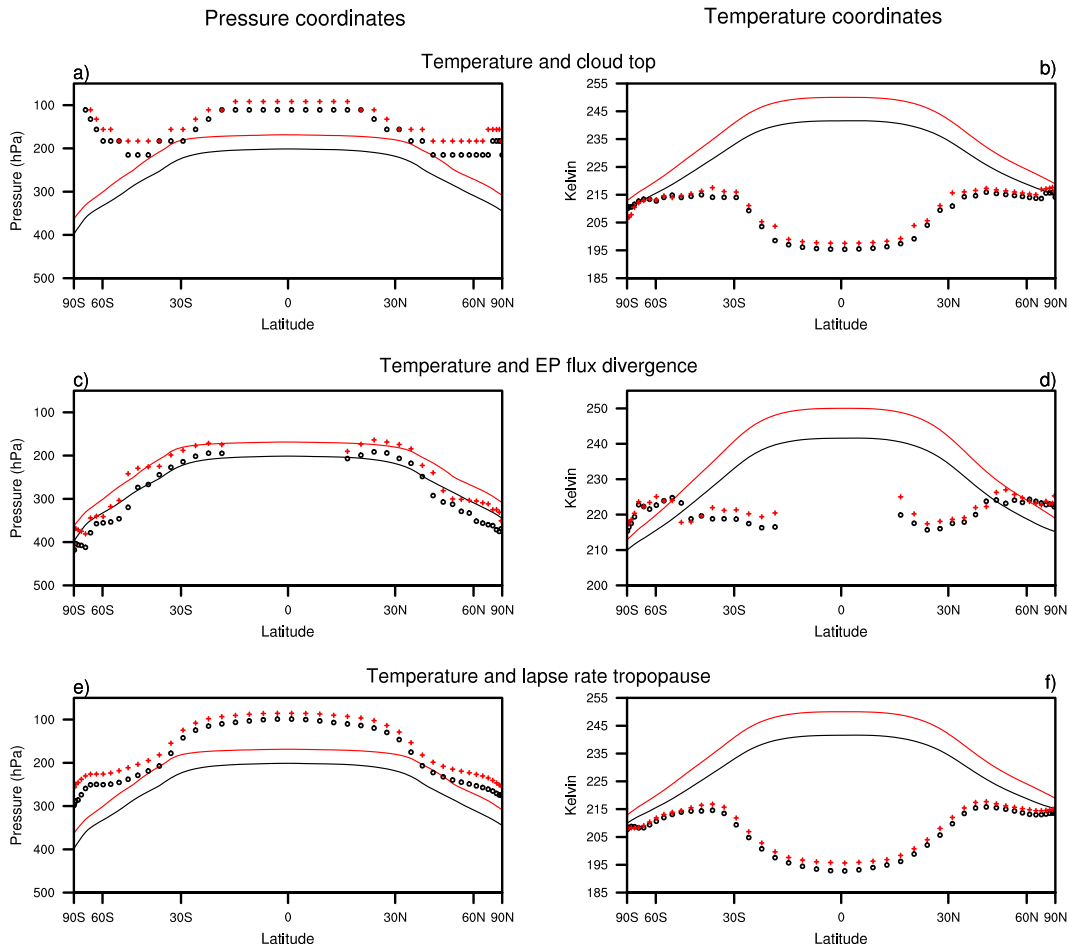 Pressure coordinates
Temperature coordinates
Temperature and cloud top
a)
b)
Pressure (hPa)
100
200
300
400
500
90S 60S 30S 0 30N 60N 90N
Latitude
Kelvin
255
245
235
225
215
205
195
185
90S 60S 30S 0 30N 60N 90N
Latitude
Temperature and EP flux divergence
c)
d)
Pressure (hPa)
100
200
300
400
500
90S 60S 30S 0 30N 60N 90N
Latitude
Kelvin
250
240
230
220
210
200
90S 60S 30S 0 30N 60N 90N
Latitude
Temperature and lapse rate tropopause
e)
f)
Pressure (hPa)
100
200
300
400
500
90S 60S 30S 0 30N 60N 90N
Latitude
Kelvin
255
245
235
225
215
205
195
185
90S 60S 30S 0 30N 60N 90N
Latitude